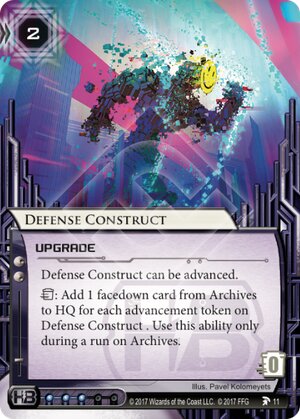 2
DEFENSE CONSTRUCT
UPGRADE
Defense Construct can be advanced.
: Add 1 facedown card from Archives
to HQ for each advancement token on
Defense Construct . Use this ability only
during a run on Archives.
0
Illus. Pavel Kolomeyets
HB
© 2017 Wizards of the Coast LLC. © 2017 FFG
11